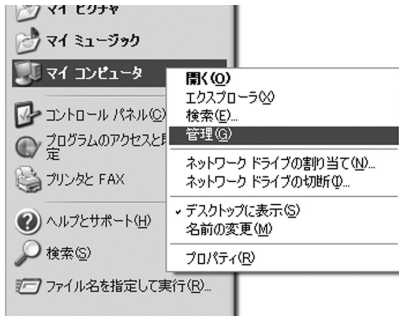 マイ ピクチャ
マイ ミュージック
マイ コンピュータ
コントロール パネル(C)
プログラムのアクセスと
定
プリンタと FAX
ヘルプとサポート(H)
検索(S)
ファイル名を指定して実行(R)...
開く(O)
エクスプローラ(X)
検索(E)...
管理(G)
ネットワーク ドライブの割り当て(N)...
ネットワーク ドライブの切断(I)...
デスクトップに表示(S)
名前の変更(M)
プロパティ(R)